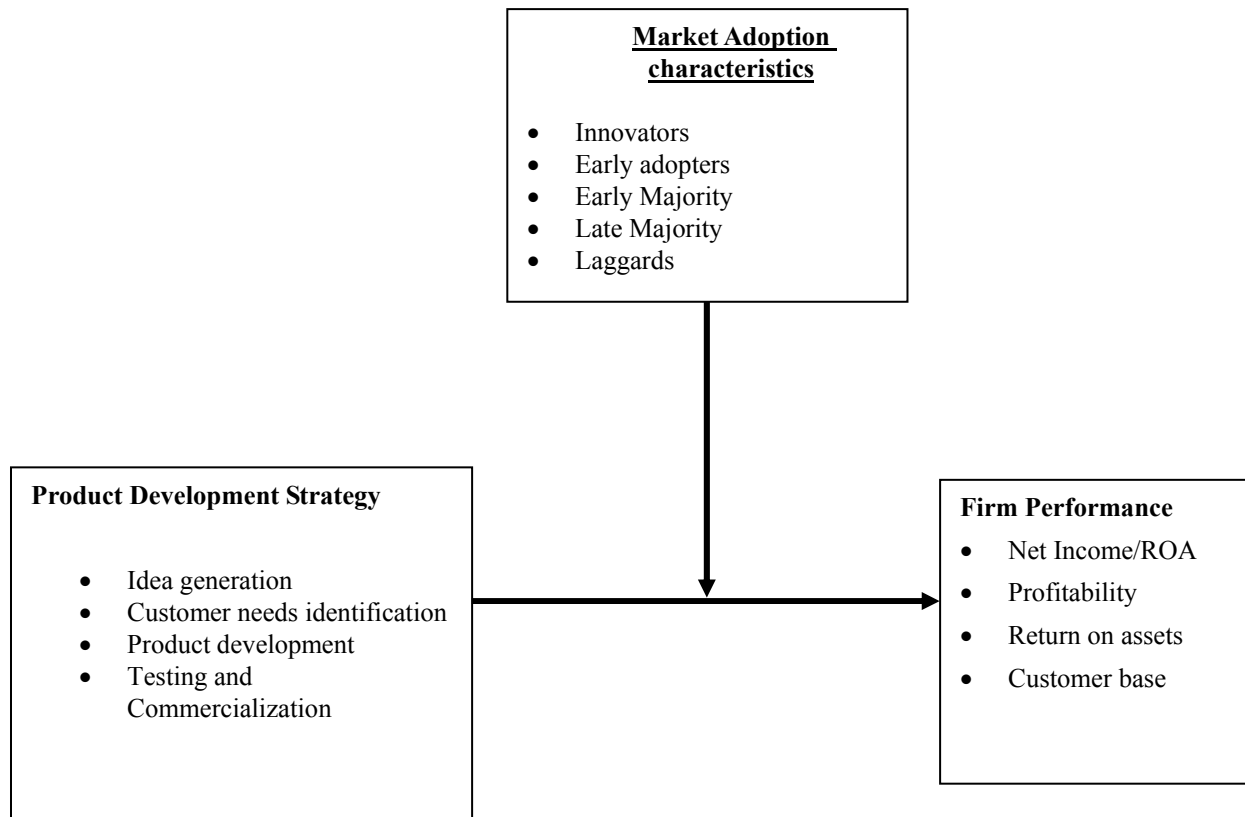 Market Adoption
characteristics
• Innovators
• Early adopters
• Early Majority
• Late Majority
• Laggards
Product Development Strategy
• Idea generation
• Customer needs identification
• Product development
• Testing and
Commercialization
Firm Performance
• Net Income/ROA
• Profitability
• Return on assets
• Customer base